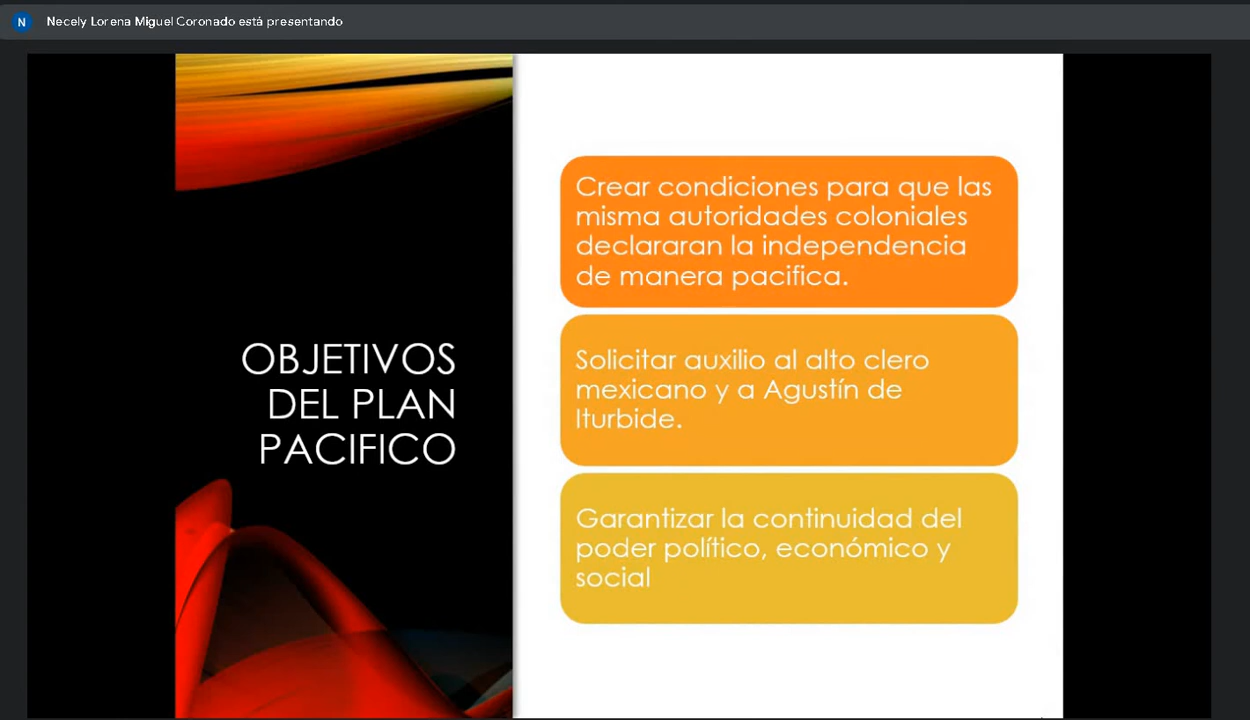 N
Necely Lorena Miguel Coronado está presentando
OBJETIVOS
DEL PLAN
PACIFICO
Crear condiciones para que las
misma autoridades coloniales
declararan la independencia
de manera pacifica.
Solicitar auxilio al alto clero
mexicano y a Agustín de
Iturbide.
Garantizar la continuidad del
poder político, económico y
social